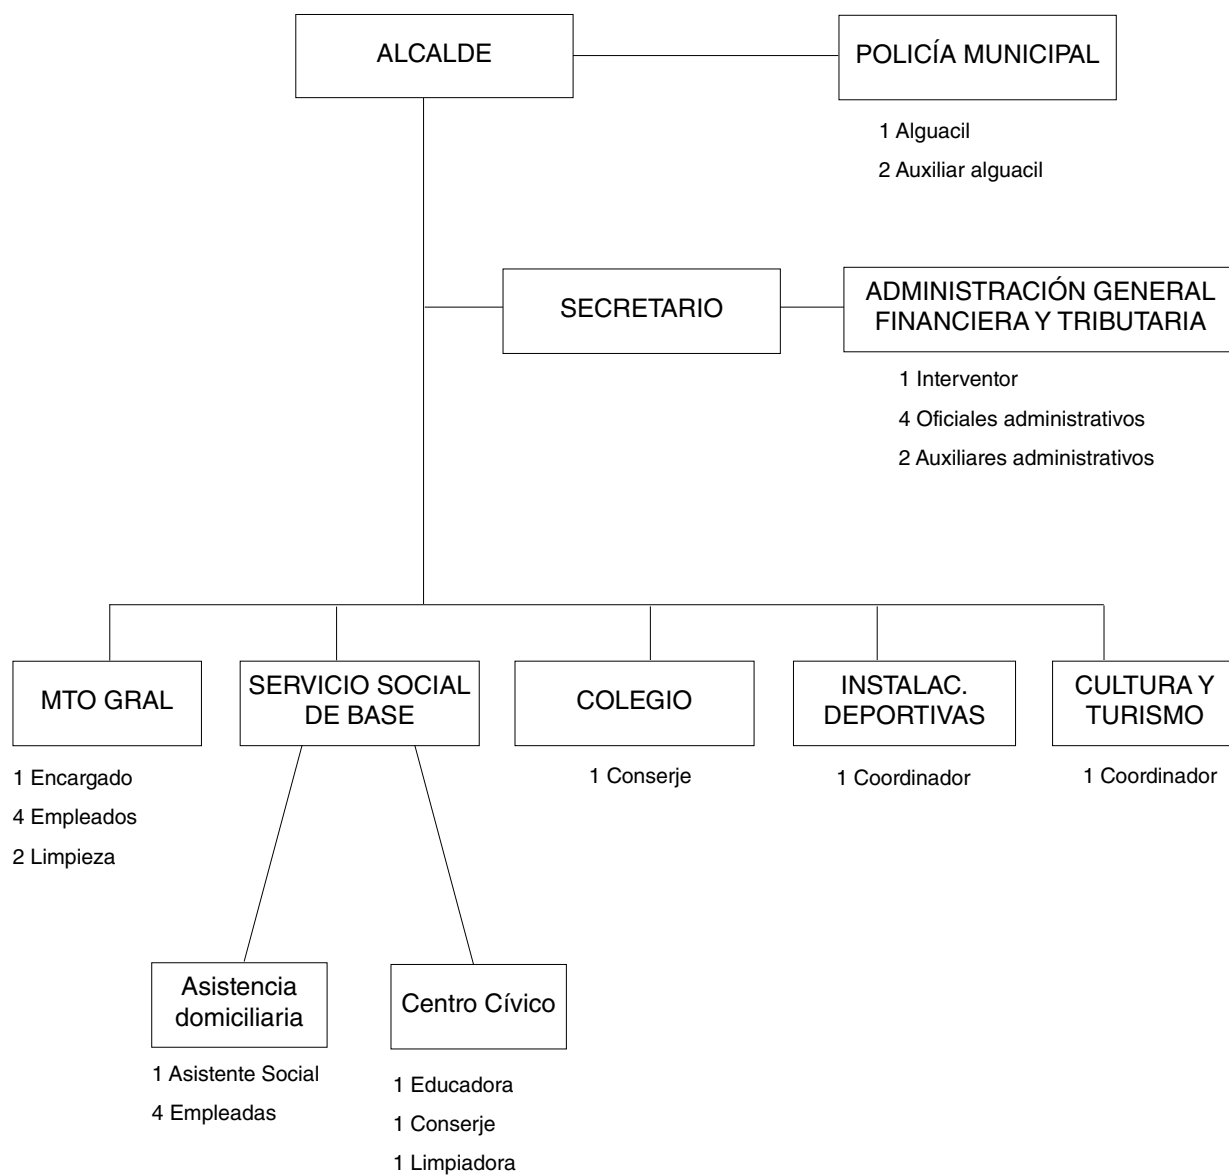 ALCALDE
POLICÍA MUNICIPAL
1 Alguacil
2 Auxiliar alguacil
SECRETARIO
ADMINISTRACIÓN GENERAL
FINANCIERA Y TRIBUTARIA
1 Interventor
4 Oficiales administrativos
2 Auxiliares administrativos
MTO GRAL
1 Encargado
4 Empleados
2 Limpieza
SERVICIO SOCIAL
DE BASE
COLEGIO
1 Conserje
INSTALAC.
DEPORTIVAS
1 Coordinador
CULTURA Y
TURISMO
1 Coordinador
Asistencia
domiciliaria
1 Asistente Social
4 Empleadas
Centro Cívico
1 Educadora
1 Conserje
1 Limpiadora